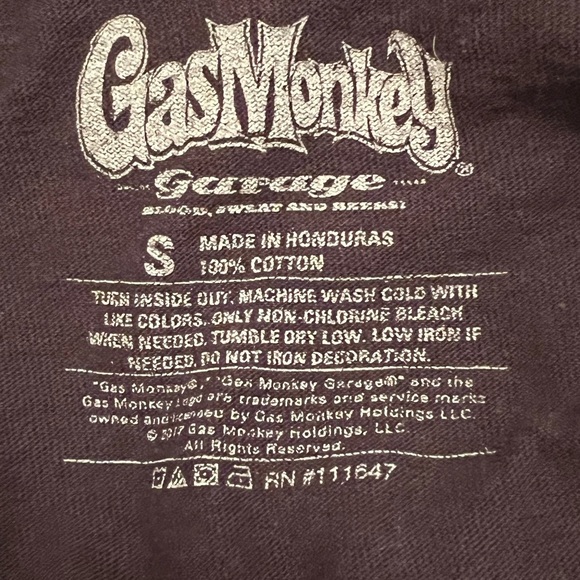 GasMonkey®
DALLAS Garage TEXAS
BLOOD, SWEAT AND BEERS!
S MADE IN HONDURAS
100% COTTON
TURN INSIDE OUT. MACHINE WASH COLD WITH
LIKE COLORS. ONLY NON-CHLORINE BLEACH
WHEN NEEDED. TUMBLE DRY LOW. LOW IRON IF
NEEDED. DO NOT IRON DECORATION.
"Gas Monkey®," "Gas Monkey Garage®" and the
Gas Monkey Logo are trademarks and service marks
owned and licensed by Gas Monkey Holdings LLC.
© 2017 Gas Monkey Holdings, LLC.
All Rights Reserved.
RN #111647